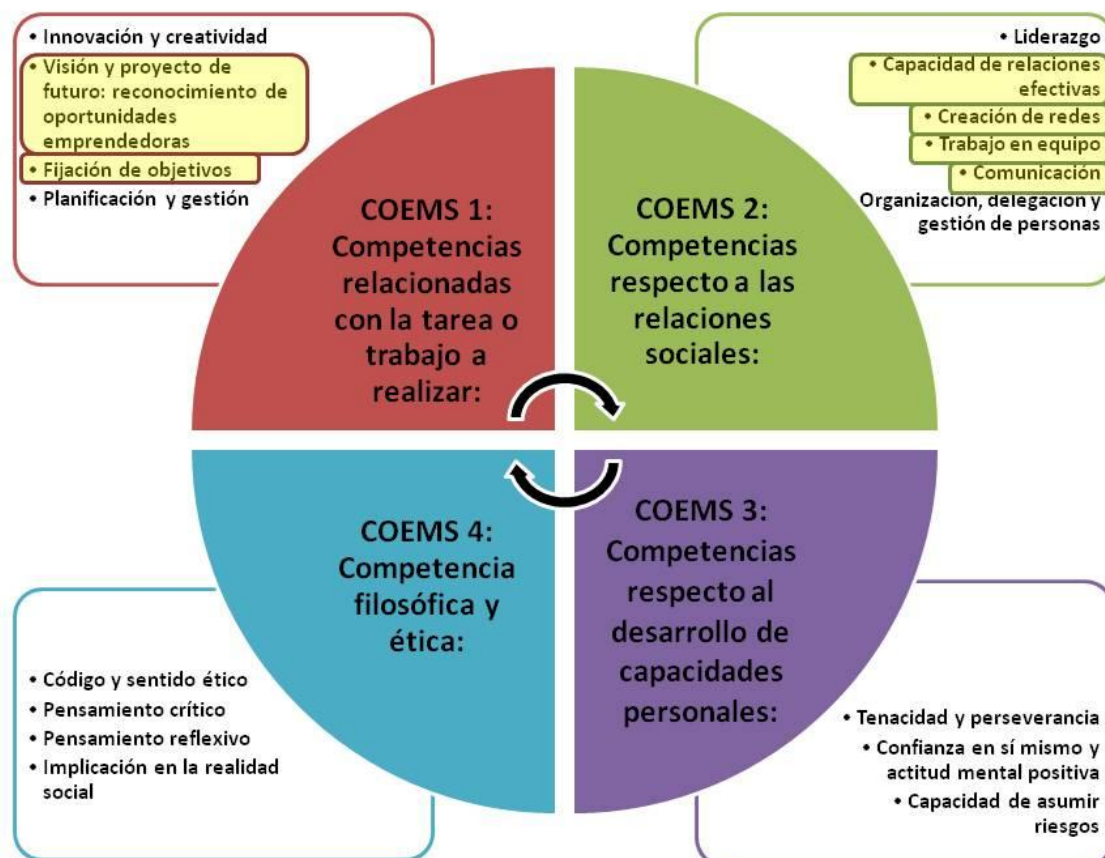 • Innovación y creatividad
• Visión y proyecto de
futuro: reconocimiento de
oportunidades
emprendedoras
• Fijación de objetivos
• Planificación y gestión
• Liderazgo
• Capacidad de relaciones
efectivas
• Creación de redes
• Trabajo en equipo
• Comunicación
Organización, delegación y
gestión de personas
COEMS 1:
Competencias
relacionadas
con la tarea o
trabajo a
realizar:
COEMS 2:
Competencias
respecto a las
relaciones
sociales:
COEMS 4:
Competencia
filosófica y
ética:
COEMS 3:
Competencias
respecto al
desarrollo de
capacidades
personales:
• Código y sentido ético
• Pensamiento crítico
• Pensamiento reflexivo
• Implicación en la realidad
social
• Tenacidad y perseverancia
• Confianza en sí mismo y
actitud mental positiva
• Capacidad de asumir
riesgos